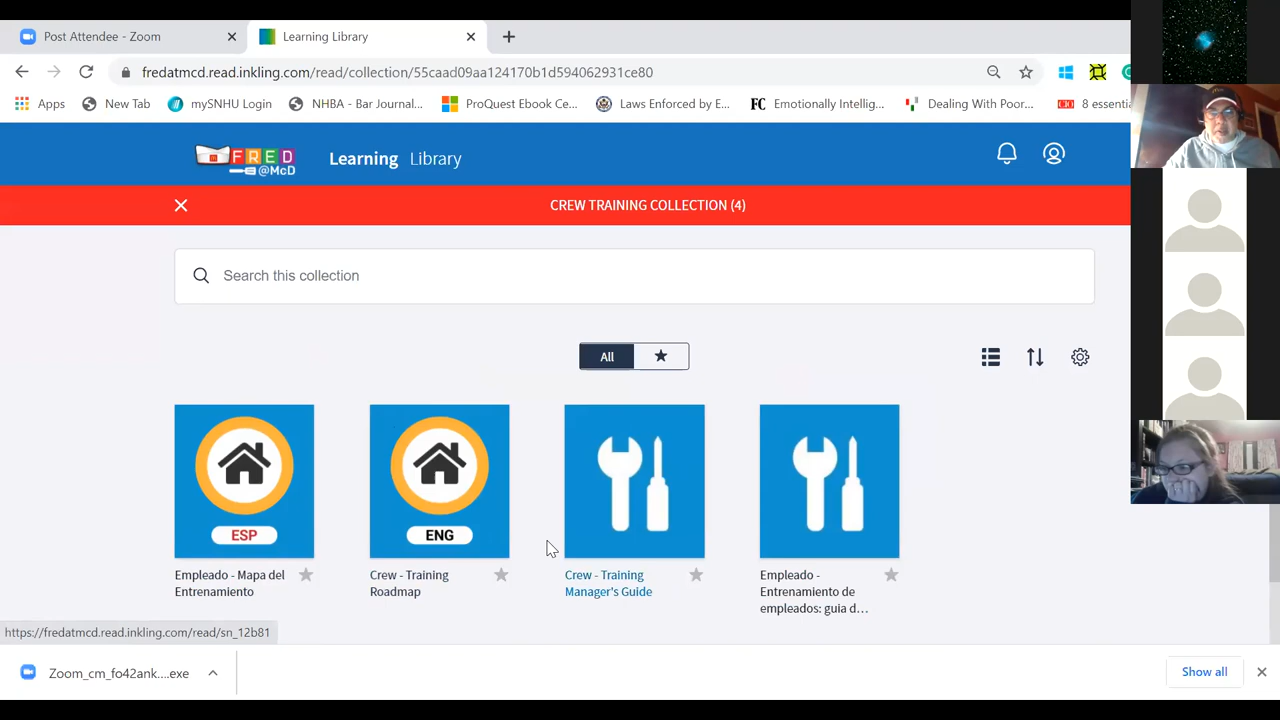 Post Attendee - Zoom
Learning Library
fredatmcd.read.inkling.com/read/collection/55caad09aa124170b1d594062931ce80
Apps New Tab mySNHU Login NHBA - Bar Journal... ProQuest Ebook Ce... Laws Enforced by E... FC Emotionally Intellig... Dealing With Poor... CIO 8 essenti
FRED
@McD
Learning Library
CREW TRAINING COLLECTION (4)
Search this collection
All
ESP
ENG
Empleado - Mapa del
Entrenamiento
Crew - Training
Roadmap
Crew - Training
Manager's Guide
Empleado -
Entrenamiento de
empleados: guia d...
https://fredatmcd.read.inkling.com/read/sn_12b81
Zoom_cm_fo42ank....exe
Show all